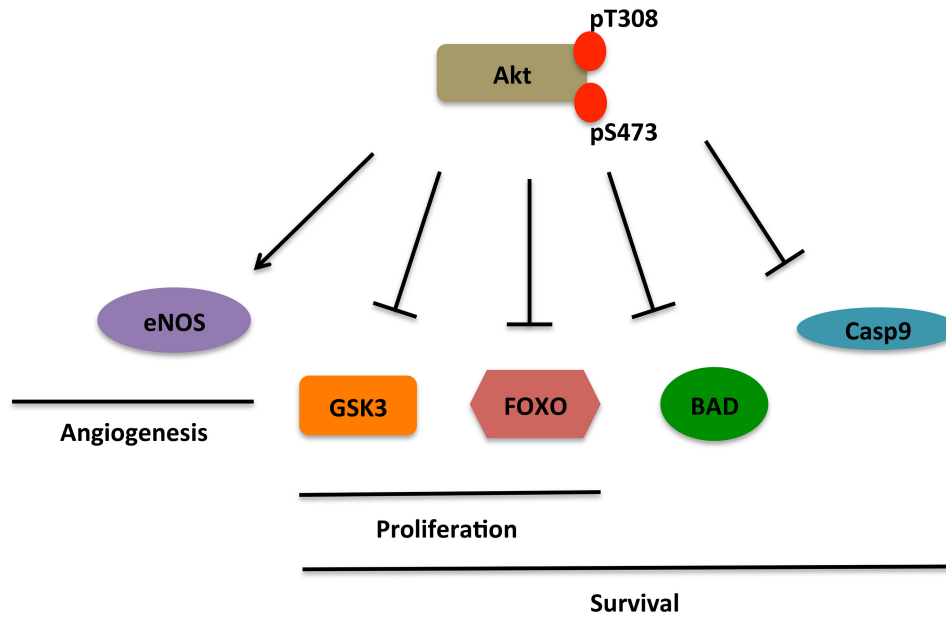 pT308
Akt
pS473
eNOS
Casp9
GSK3
FOXO
BAD
Angiogenesis
Proliferation
Survival